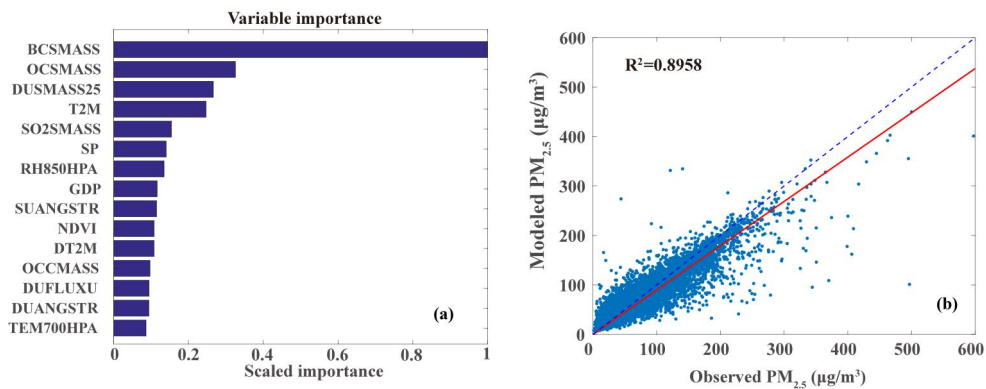 Variable importance
BCSMASS
OCSMASS
DUSMASS25
T2M
SO2SMASS
SP
RH850HPA
GDP
SUANGSTR
NDVI
DT2M
OCCMASS
DUFLUXU
DUANGSTR
TEM700HPA
(a)
0 0.2 0.4 0.6 0.8 1
Scaled importance
R²=0.8958
600
500
400
300
200
100
0
Modeled PM₂.₅ (μg/m³)
(b)
0 100 200 300 400 500 600
Observed PM₂.₅ (μg/m³)